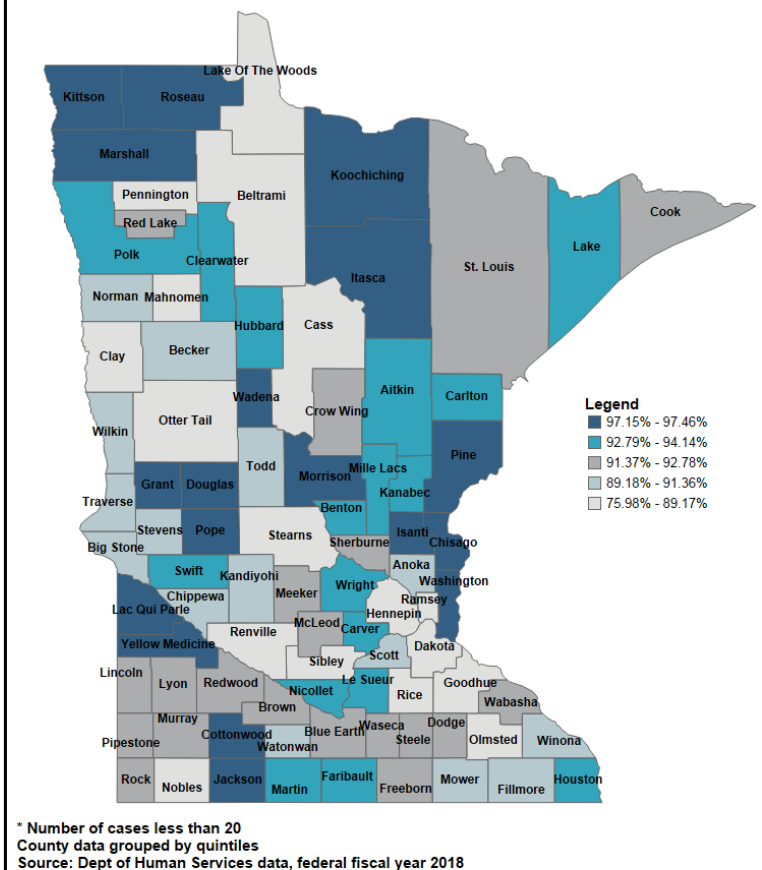 Lake Of The Woods
Kittson
Roseau
Marshall
Koochiching
Pennington
Beltrami
Red Lake
Cook
Polk
Clearwater
Lake
St. Louis
Itasca
Norman
Mahnomen
Hubbard
Cass
Clay
Becker
Aitkin
Carlton
Wadena
Crow Wing
Otter Tail
Wilkin
Pine
Todd
Morrison
Mille Lacs
Grant
Douglas
Kanabec
Traverse
Benton
Stevens
Pope
Stearns
Isanti
Chisago
Big Stone
Sherburne
Swift
Kandiyohi
Anoka
Wright
Washington
Meeker
Chippewa
Ramsey
Lac Qui Parle
Hennepin
McLeod
Carver
Renville
Yellow Medicine
Dakota
Scott
Sibley
Lincoln
Le Sueur
Goodhue
Lyon
Redwood
Nicollet
Rice
Wabasha
Brown
Murray
Dodge
Waseca
Blue Earth
Cottonwood
Steele
Olmsted
Winona
Pipestone
Watonwan
Rock
Jackson
Faribault
Mower
Houston
Nobles
Martin
Freeborn
Fillmore
Legend
97.15% - 97.46%
92.79% - 94.14%
91.37% - 92.78%
89.18% - 91.36%
75.98% - 89.17%
* Number of cases less than 20
County data grouped by quintiles
Source: Dept of Human Services data, federal fiscal year 2018